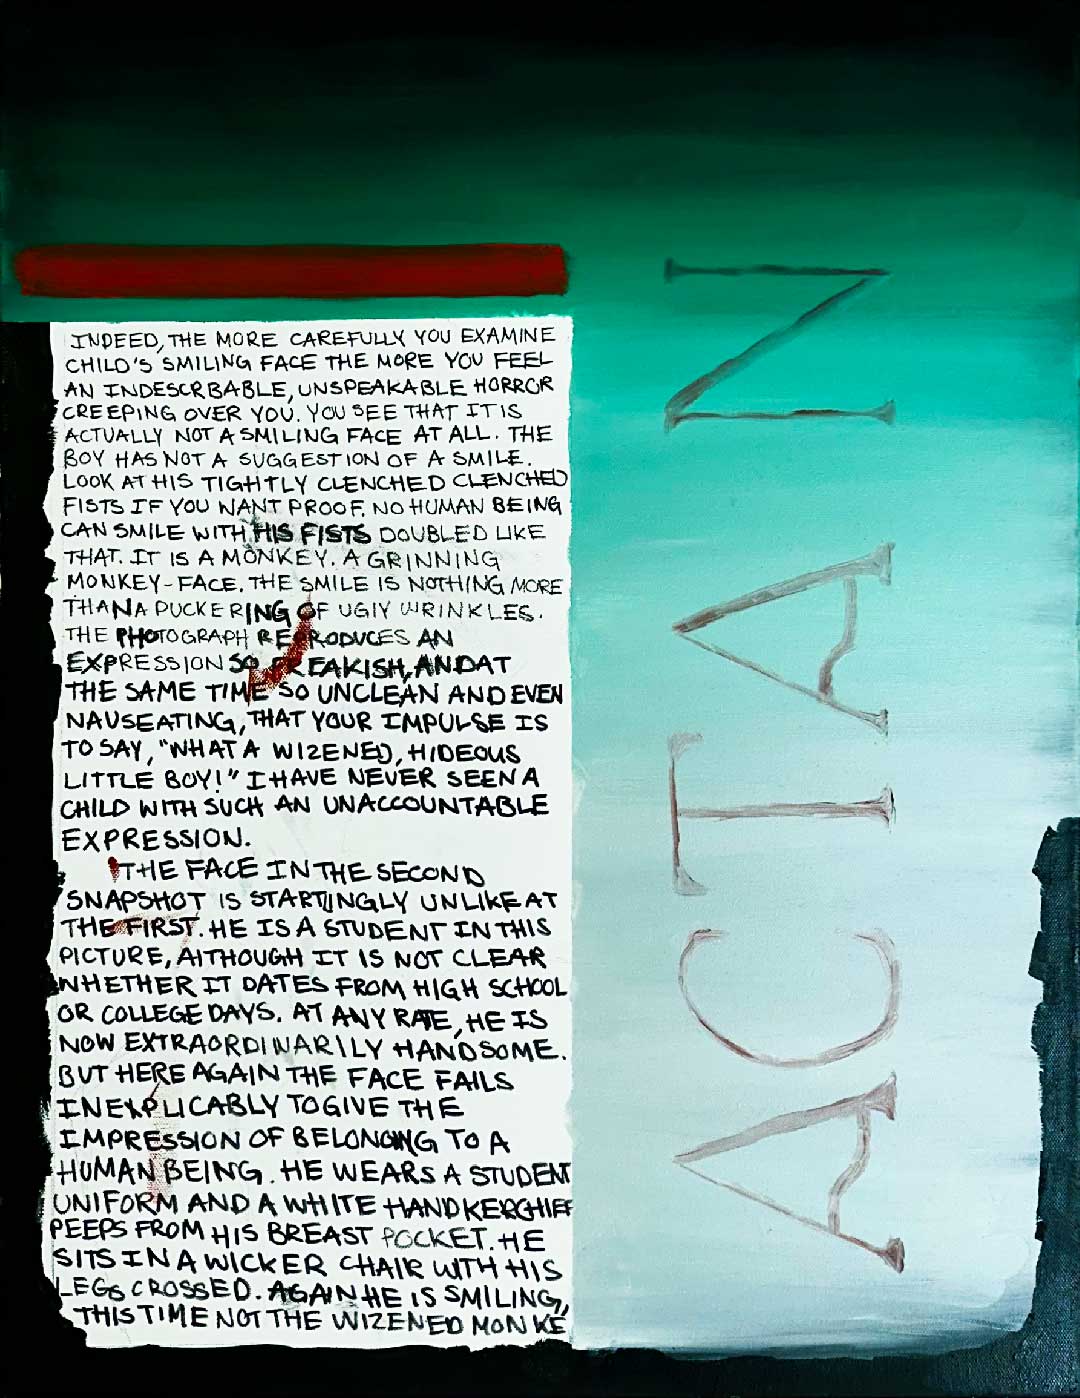 INDEED, THE MORE CAREFULLY YOU EXAMINE
CHILD'S SMILING FACE THE MORE YOU FEEL
AN INDESCRBABLE, UNSPEAKABLE HORROR
CREEPING OVER YOU. YOU SEE THAT IT IS
ACTUALLY NOT A SMILING FACE AT ALL. THE
BOY HAS NOT A SUGGESTION OF A SMILE.
LOOK AT HIS TIGHTLY CLENCHED CLENCHED
FISTS IF YOU WANT PROOF. NO HUMAN BEING
CAN SMILE WITH HIS FISTS DOUBLED LIKE
THAT. IT IS A MONKEY. A GRINNING
MONKEY-FACE. THE SMILE IS NOTHING MORE
THAN A PUCKERING OF UGLY WRINKLES.
THE PHOTOGRAPH REPRODUCES AN
EXPRESSION SO FREAKISH, AND AT
THE SAME TIME SO UNCLEAN AND EVEN
NAUSEATING, THAT YOUR IMPULSE IS
TO SAY, "WHAT A WIZENED, HIDEOUS
LITTLE BOY!" I HAVE NEVER SEEN A
CHILD WITH SUCH AN UNACCOUNTABLE
EXPRESSION.
THE FACE IN THE SECOND
SNAPSHOT IS STARTLINGLY UNLIKE AT
THE FIRST. HE IS A STUDENT IN THIS
PICTURE, ALTHOUGH IT IS NOT CLEAR
WHETHER IT DATES FROM HIGH SCHOOL
OR COLLEGE DAYS. AT ANY RATE, HE IS
NOW EXTRAORDINARILY HANDSOME.
BUT HERE AGAIN THE FACE FAILS
INEXPLICABLY TO GIVE THE
IMPRESSION OF BELONGING TO A
HUMAN BEING. HE WEARS A STUDENT
UNIFORM AND A WHITE HANDKERCHIEF
PEEPS FROM HIS BREAST POCKET. HE
SITS IN A WICKER CHAIR WITH HIS
LEGS CROSSED. AGAIN HE IS SMILING,
THIS TIME NOT THE WIZENED MONKE
ACTA N